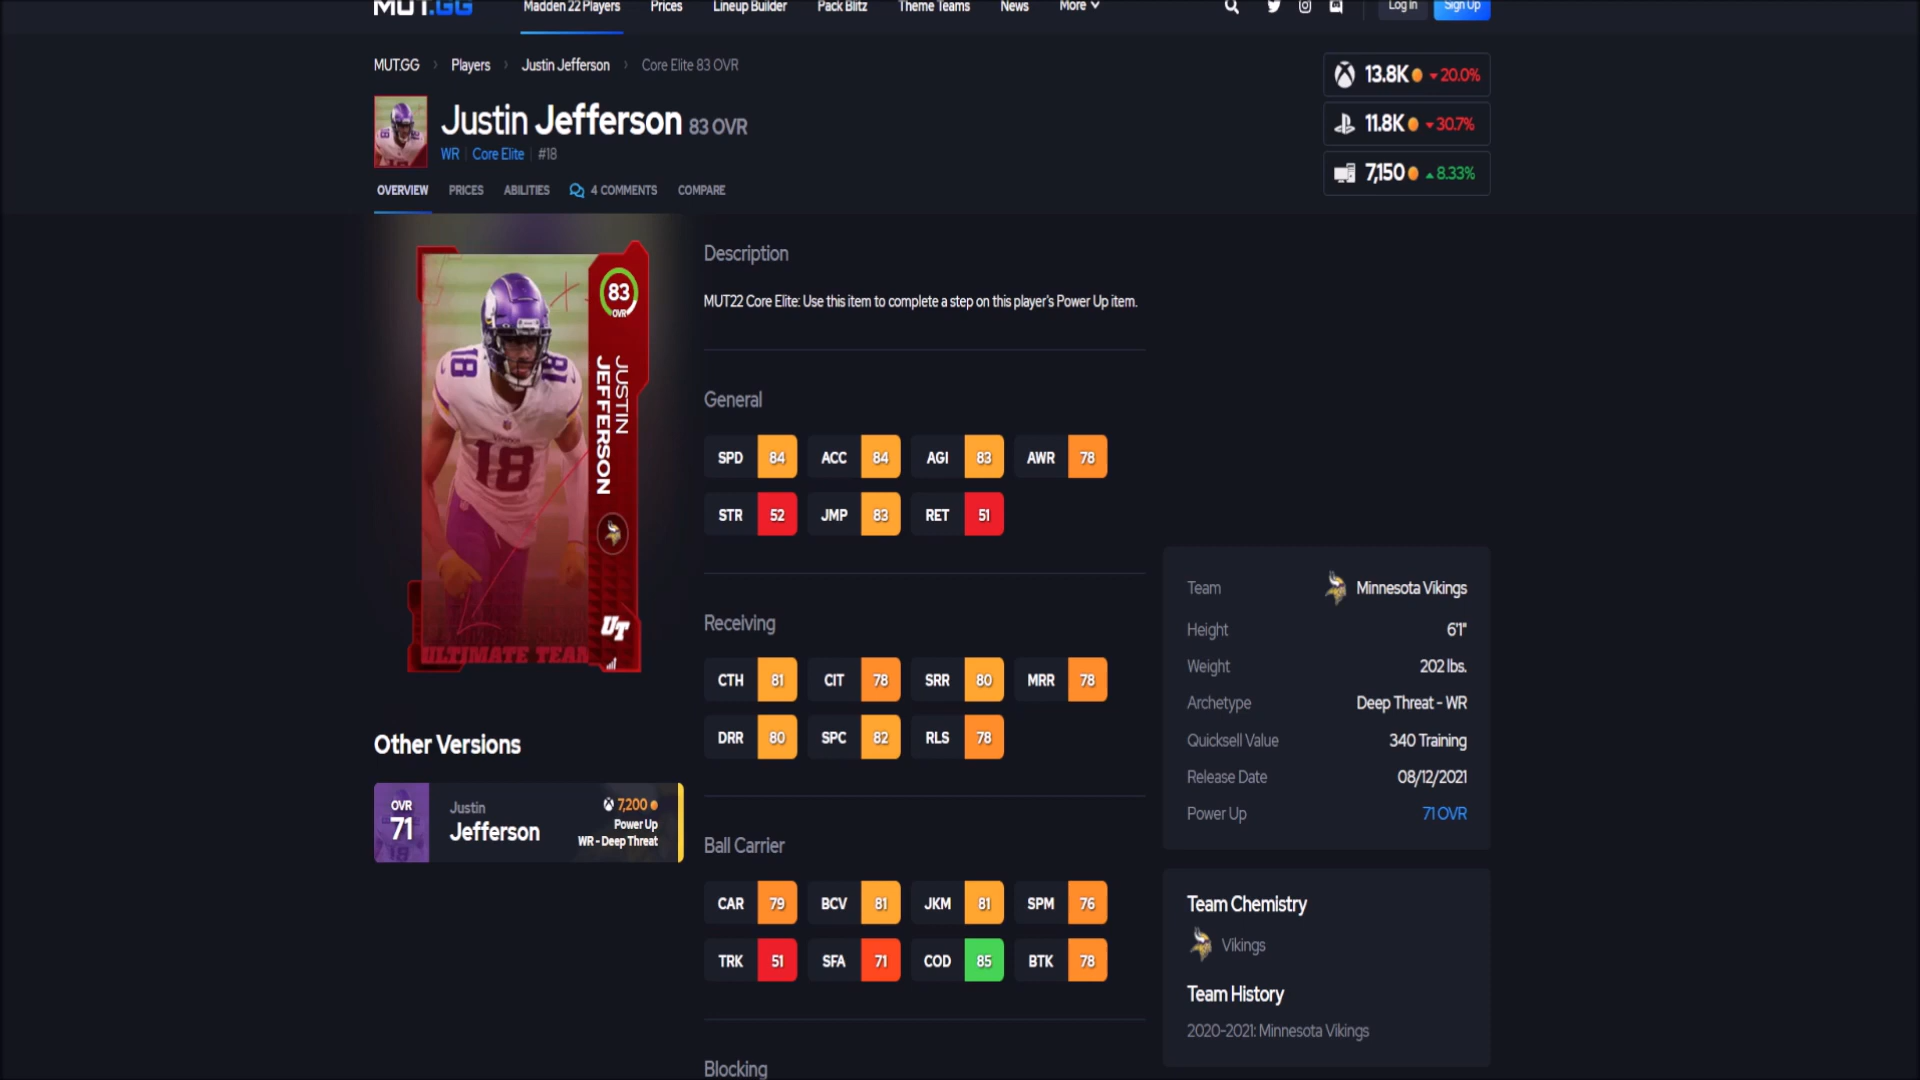 MUT.GG Madden 22 Players Prices Lineup Builder Pack Blitz Theme Teams News More Log In Sign Up
MUT.GG › Players › Justin Jefferson › Core Elite 83 OVR
Justin Jefferson 83 OVR
WR | Core Elite | #18
OVERVIEW PRICES ABILITIES 4 COMMENTS COMPARE
13.8K 20.0%
11.8K 30.7%
7,150 8.33%
83
OVR
JUSTIN
JEFFERSON
18 18
18
UT
ULTIMATE TEAM
Other Versions
OVR
71
Justin
Jefferson
7,200
Power Up
WR - Deep Threat
Description
MUT22 Core Elite: Use this item to complete a step on this player's Power Up item.
General
SPD 84 ACC 84 AGI 83 AWR 78
STR 52 JMP 83 RET 51
Receiving
CTH 81 CIT 78 SRR 80 MRR 78
DRR 80 SPC 82 RLS 78
Ball Carrier
CAR 79 BCV 81 JKM 81 SPM 76
TRK 51 SFA 71 COD 85 BTK 78
Blocking
Team Minnesota Vikings
Height 6'1"
Weight 202 lbs.
Archetype Deep Threat - WR
Quicksell Value 340 Training
Release Date 08/12/2021
Power Up 71 OVR
Team Chemistry
Vikings
Team History
2020-2021: Minnesota Vikings